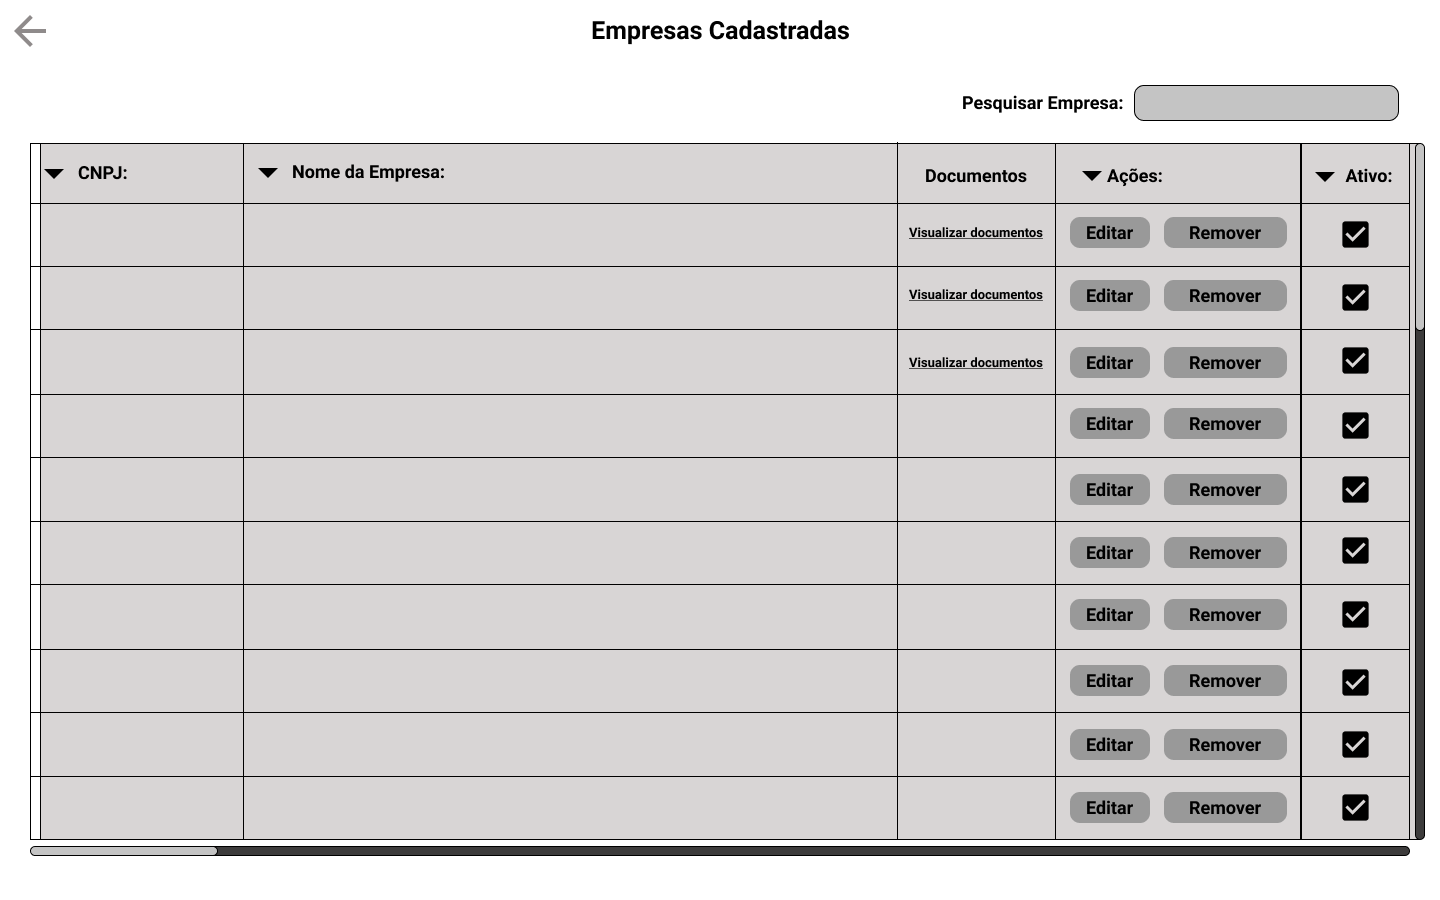 Empresas Cadastradas
Pesquisar Empresa:
CNPJ: Nome da Empresa: Documentos Ações: Ativo:
Visualizar documentos Editar Remover
Visualizar documentos Editar Remover
Visualizar documentos Editar Remover
Editar Remover
Editar Remover
Editar Remover
Editar Remover
Editar Remover
Editar Remover
Editar Remover